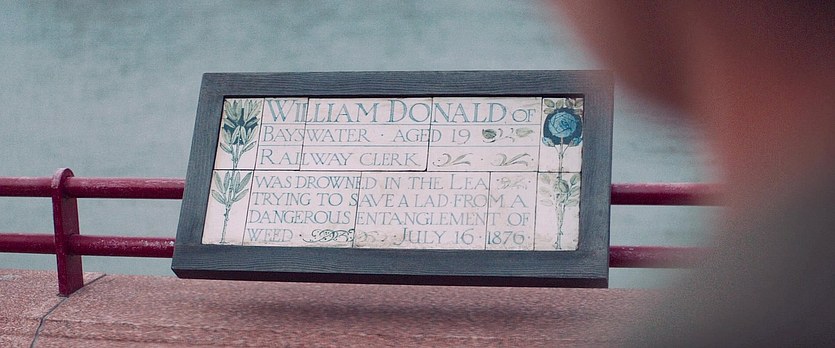 WILLIAM DONALD OF
BAYSWATER · AGED 19
RAILWAY CLERK
WAS DROWNED IN THE LEA
TRYING TO SAVE A LAD FROM A
DANGEROUS ENTANGLEMENT OF
WEED · JULY 16 · 1876